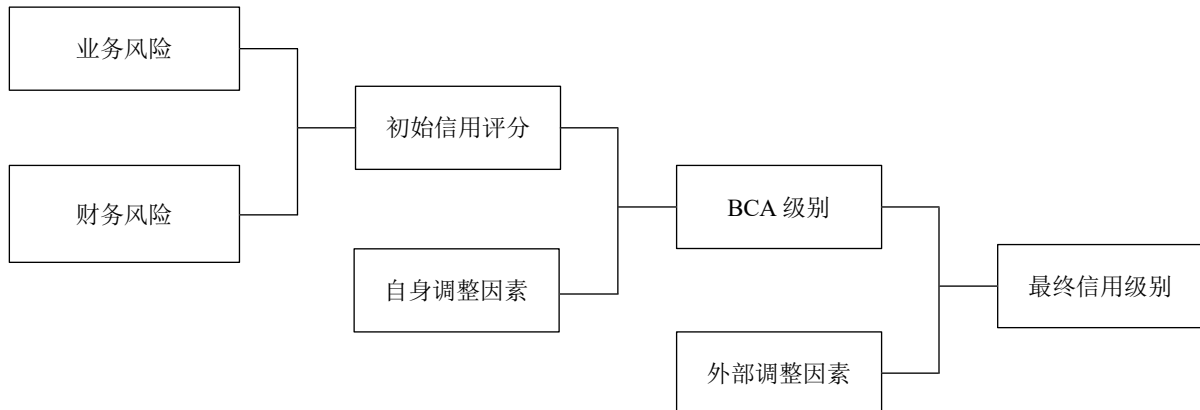 业务风险
财务风险
初始信用评分
自身调整因素
BCA 级别
外部调整因素
最终信用级别